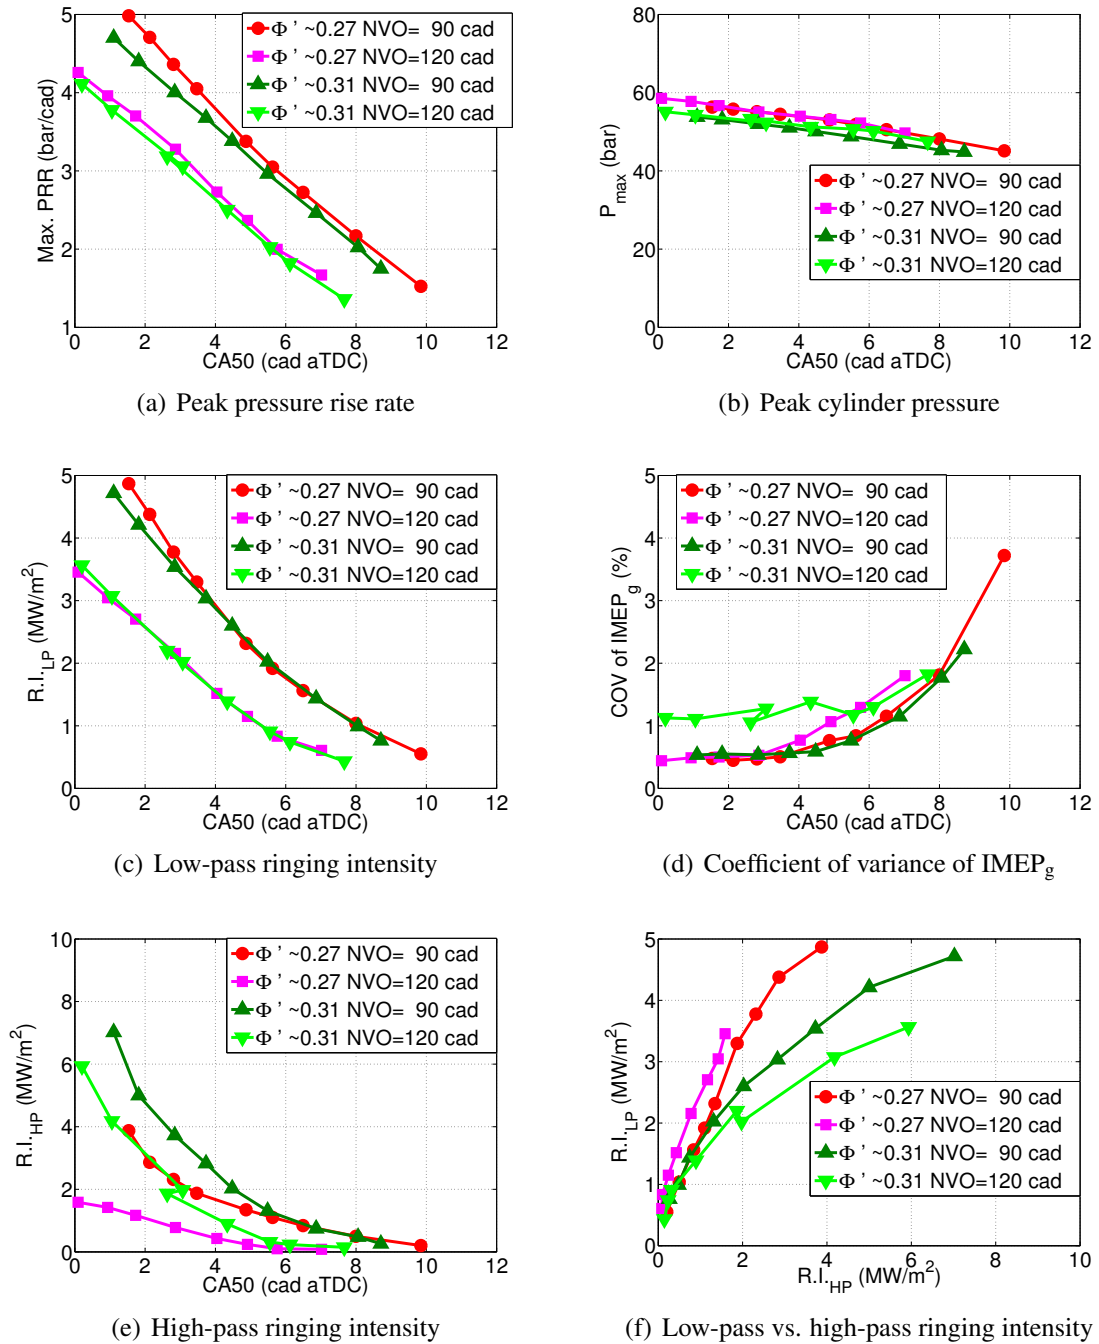 5
4
3
2
1
Max. PRR (bar/cad)
Φ ' ~0.27 NVO= 90 cad
Φ ' ~0.27 NVO=120 cad
Φ ' ~0.31 NVO= 90 cad
Φ ' ~0.31 NVO=120 cad
0 2 4 6 8 10 12
CA50 (cad aTDC)
(a) Peak pressure rise rate
80
60
40
20
0
P_max (bar)
Φ ' ~0.27 NVO= 90 cad
Φ ' ~0.27 NVO=120 cad
Φ ' ~0.31 NVO= 90 cad
Φ ' ~0.31 NVO=120 cad
0 2 4 6 8 10 12
CA50 (cad aTDC)
(b) Peak cylinder pressure
5
4
3
2
1
0
R.I._LP (MW/m²)
Φ ' ~0.27 NVO= 90 cad
Φ ' ~0.27 NVO=120 cad
Φ ' ~0.31 NVO= 90 cad
Φ ' ~0.31 NVO=120 cad
0 2 4 6 8 10 12
CA50 (cad aTDC)
(c) Low-pass ringing intensity
5
4
3
2
1
0
COV of IMEP_g (%)
Φ ' ~0.27 NVO= 90 cad
Φ ' ~0.27 NVO=120 cad
Φ ' ~0.31 NVO= 90 cad
Φ ' ~0.31 NVO=120 cad
0 2 4 6 8 10 12
CA50 (cad aTDC)
(d) Coefficient of variance of IMEP_g
10
8
6
4
2
0
R.I._HP (MW/m²)
Φ ' ~0.27 NVO= 90 cad
Φ ' ~0.27 NVO=120 cad
Φ ' ~0.31 NVO= 90 cad
Φ ' ~0.31 NVO=120 cad
0 2 4 6 8 10 12
CA50 (cad aTDC)
(e) High-pass ringing intensity
5
4
3
2
1
0
R.I._LP (MW/m²)
Φ ' ~0.27 NVO= 90 cad
Φ ' ~0.27 NVO=120 cad
Φ ' ~0.31 NVO= 90 cad
Φ ' ~0.31 NVO=120 cad
0 2 4 6 8 10
R.I._HP (MW/m²)
(f) Low-pass vs. high-pass ringing intensity